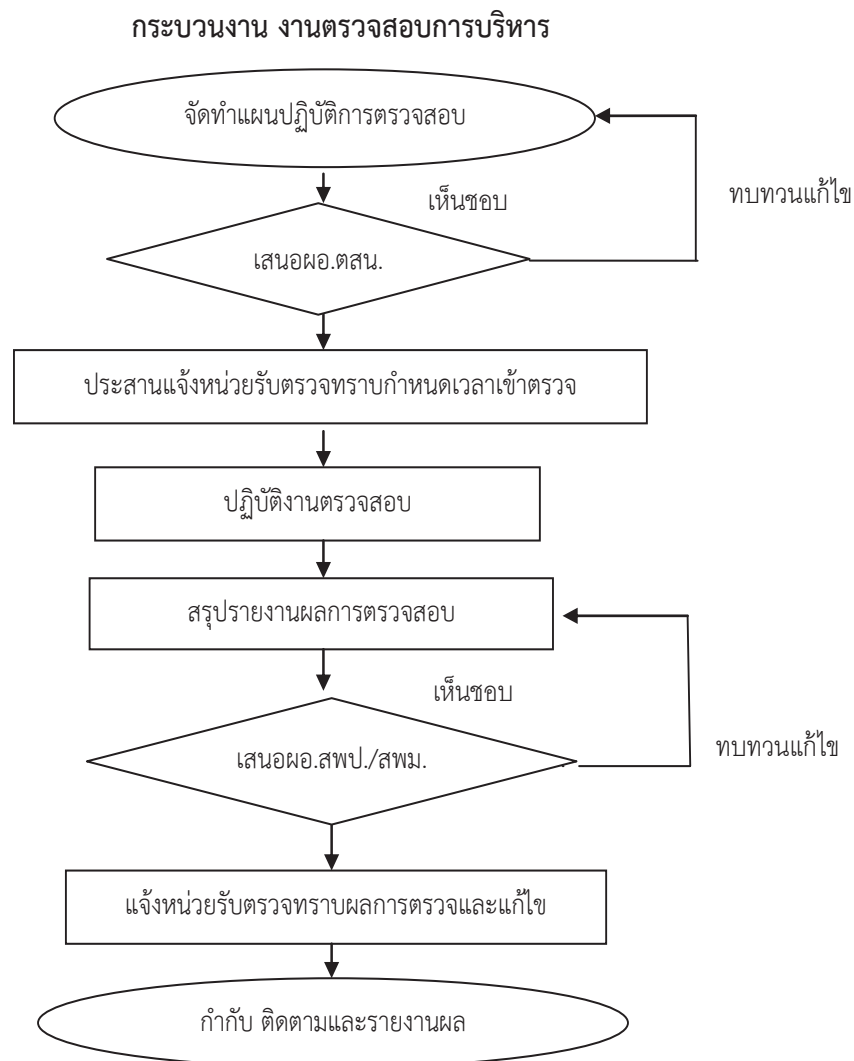 กระบวนงาน งานตรวจสอบการบริหาร
จัดทำแผนปฏิบัติการตรวจสอบ
เห็นชอบ
ทบทวนแก้ไข
เสนอผอ.ตสน.
ประสานแจ้งหน่วยรับตรวจทราบกำหนดเวลาเข้าตรวจ
ปฏิบัติงานตรวจสอบ
สรุปรายงานผลการตรวจสอบ
เห็นชอบ
ทบทวนแก้ไข
เสนอผอ.สพป./สพม.
แจ้งหน่วยรับตรวจทราบผลการตรวจและแก้ไข
กำกับ ติดตามและรายงานผล